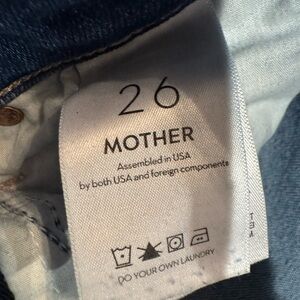 26
MOTHER
Assembled in USA
by both USA and foreign components
DO YOUR OWN LAUNDRY